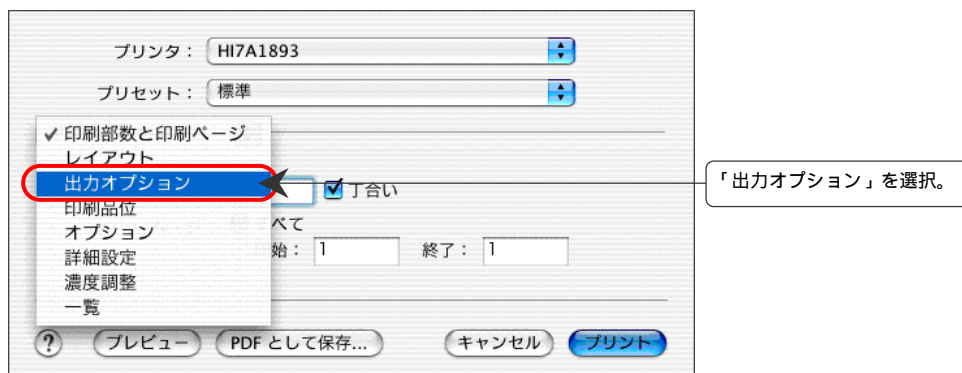 プリンタ： HI7A1893
プリセット： 標準
✓ 印刷部数と印刷ページ
レイアウト
出力オプション
丁合い
「出力オプション」を選択。
印刷品位
べて
オプション
始： 1 終了： 1
詳細設定
濃度調整
一覧
? プレビュー PDF として保存... キャンセル プリント